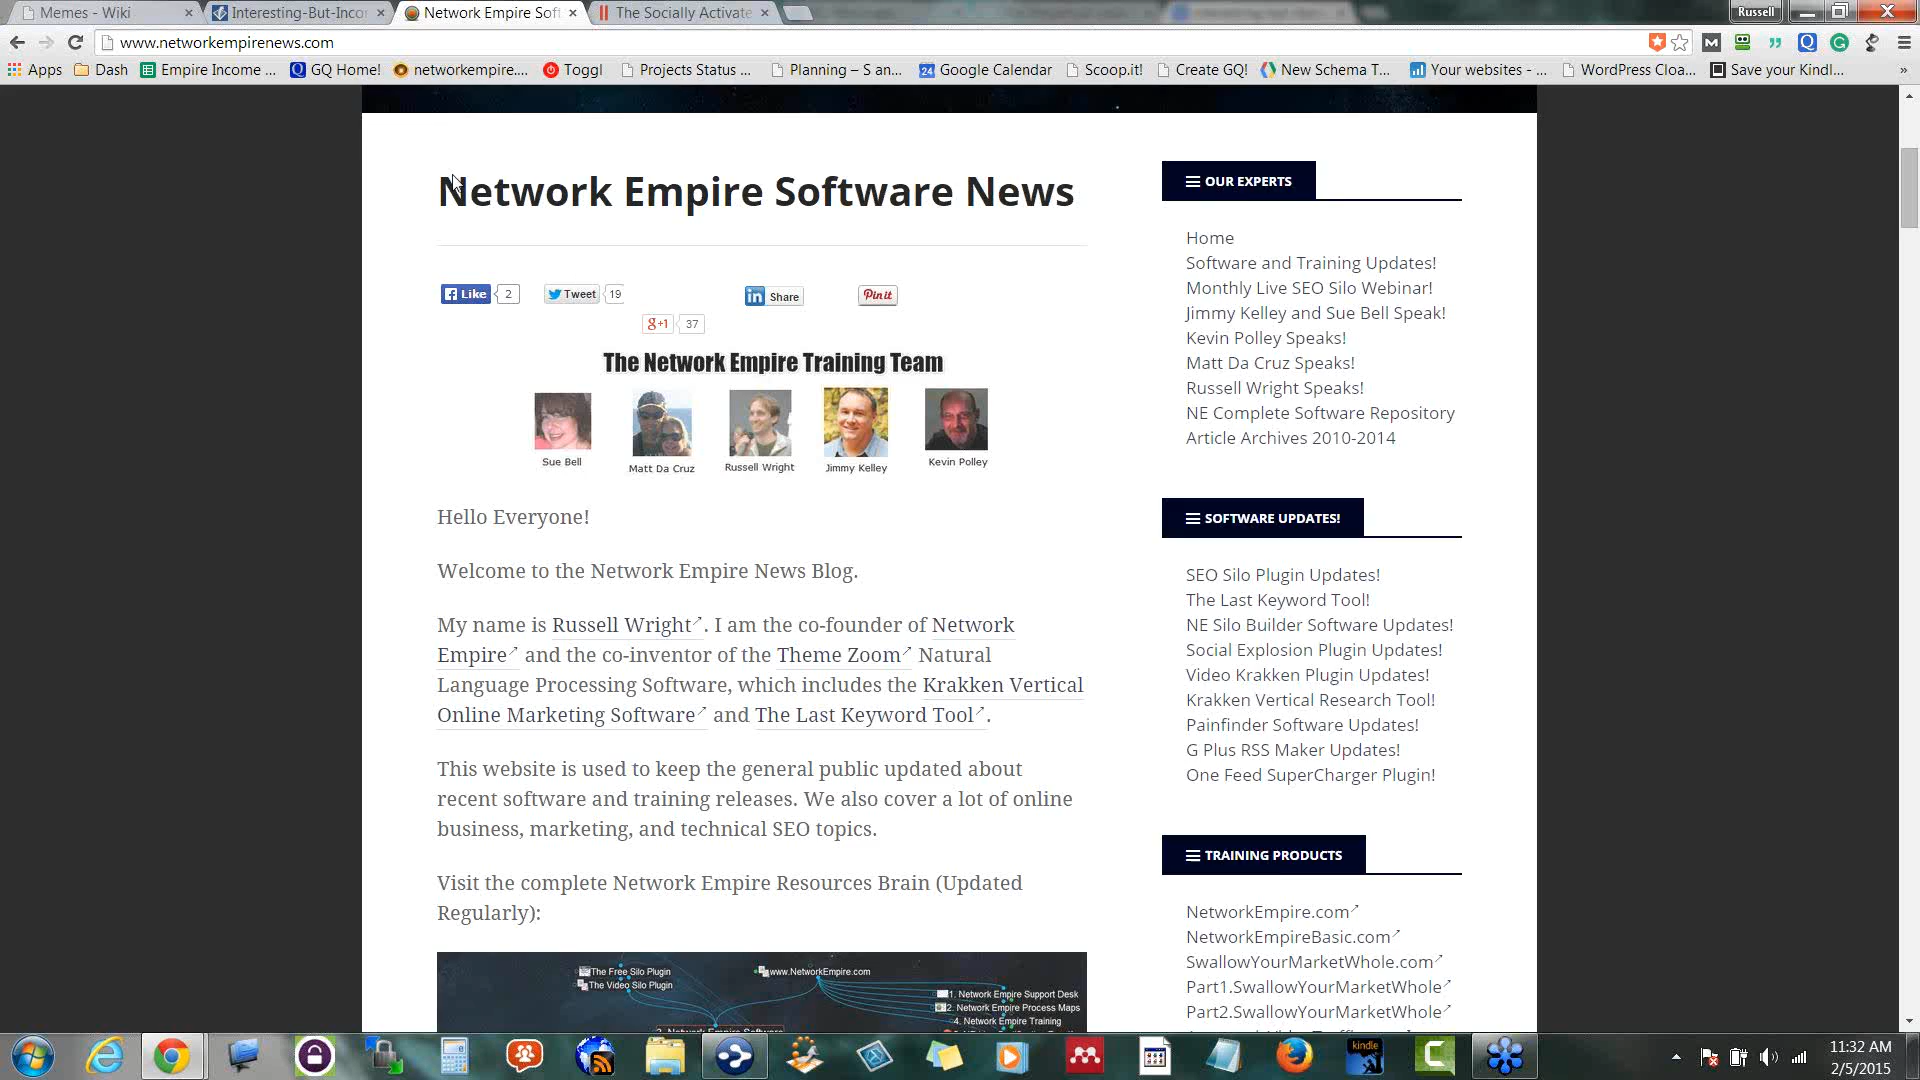 Memes - Wiki
Interesting-But-Incor
Network Empire Soft
The Socially Activate
Russell
www.networkempirenews.com
Apps
Dash
Empire Income ...
GQ Home!
networkempire....
Toggl
Projects Status ...
Planning – S an...
Google Calendar
Scoop.it!
Create GQ!
New Schema T...
Your websites - ...
WordPress Cloa...
Save your Kindl...
Network Empire Software News
Like 2
Tweet 19
Share
Pin it
g+1 37
The Network Empire Training Team
Sue Bell
Matt Da Cruz
Russell Wright
Jimmy Kelley
Kevin Polley
Hello Everyone!
Welcome to the Network Empire News Blog.
My name is Russell Wright. I am the co-founder of Network
Empire and the co-inventor of the Theme Zoom Natural
Language Processing Software, which includes the Krakken Vertical
Online Marketing Software and The Last Keyword Tool.
This website is used to keep the general public updated about
recent software and training releases. We also cover a lot of online
business, marketing, and technical SEO topics.
Visit the complete Network Empire Resources Brain (Updated
Regularly):
The Free Silo Plugin
The Video Silo Plugin
www.NetworkEmpire.com
1. Network Empire Support Desk
2. Network Empire Process Maps
4. Network Empire Training
OUR EXPERTS
Home
Software and Training Updates!
Monthly Live SEO Silo Webinar!
Jimmy Kelley and Sue Bell Speak!
Kevin Polley Speaks!
Matt Da Cruz Speaks!
Russell Wright Speaks!
NE Complete Software Repository
Article Archives 2010-2014
SOFTWARE UPDATES!
SEO Silo Plugin Updates!
The Last Keyword Tool!
NE Silo Builder Software Updates!
Social Explosion Plugin Updates!
Video Krakken Plugin Updates!
Krakken Vertical Research Tool!
Painfinder Software Updates!
G Plus RSS Maker Updates!
One Feed SuperCharger Plugin!
TRAINING PRODUCTS
NetworkEmpire.com
NetworkEmpireBasic.com
SwallowYourMarketWhole.com
Part1.SwallowYourMarketWhole
Part2.SwallowYourMarketWhole
kindle
11:32 AM
2/5/2015